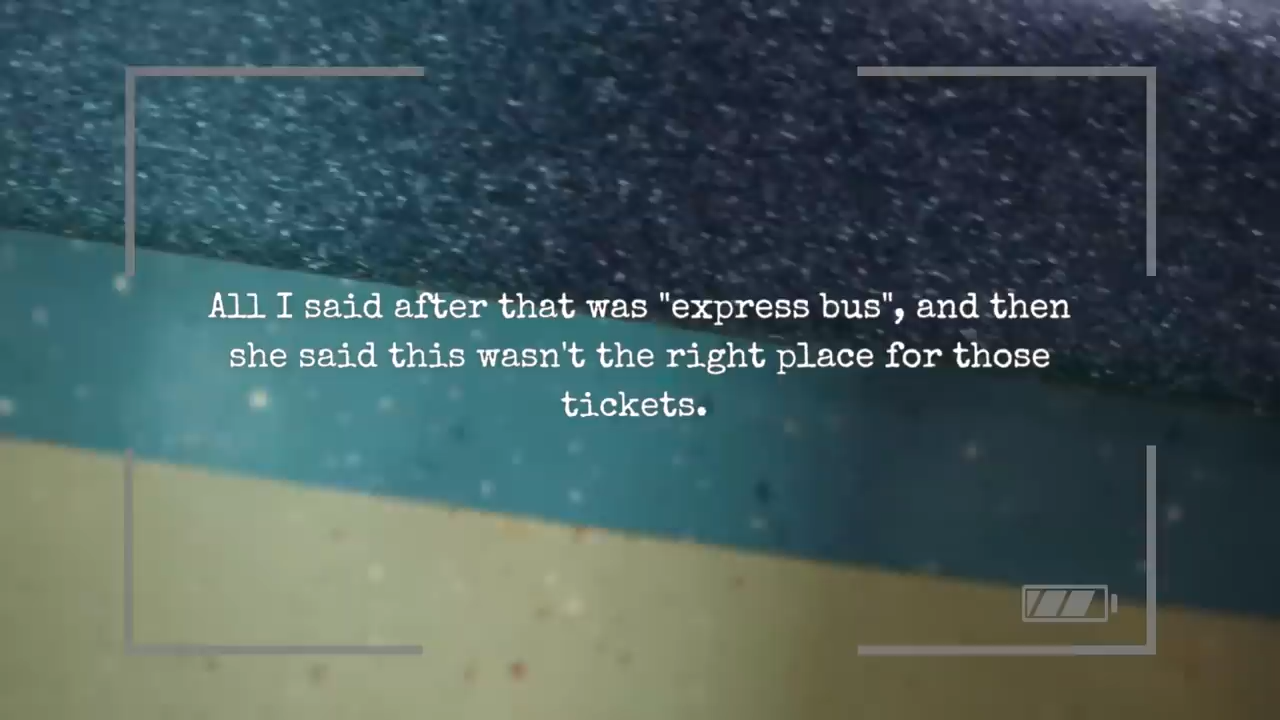 All I said after that was "express bus", and then
she said this wasn't the right place for those
tickets.